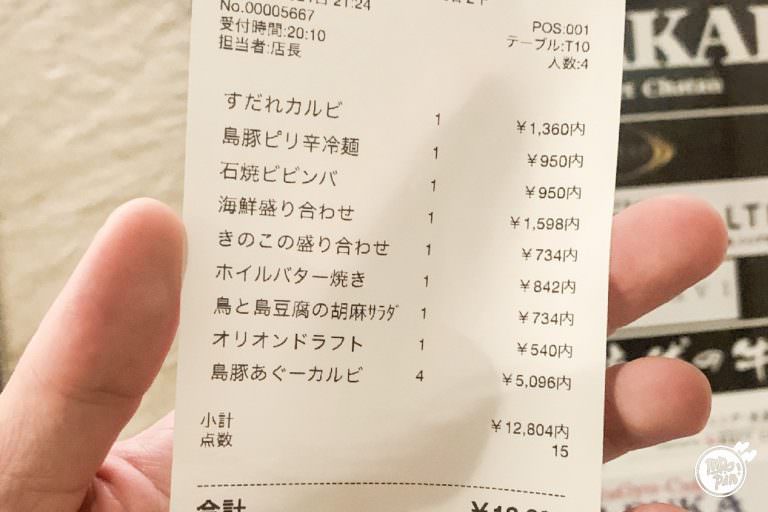 21:24
No.00005667
受付時間:20:10
担当者:店長
POS:001
テーブル:T10
人数:4
すだれカルビ 1 ¥1,360内
島豚ピリ辛冷麺 1 ¥950内
石焼ビビンバ 1 ¥950内
海鮮盛り合わせ 1 ¥1,598内
きのこの盛り合わせ 1 ¥734内
ホイルバター焼き 1 ¥842内
鳥と島豆腐の胡麻ｻﾗﾀﾞ 1 ¥734内
オリオンドラフト 1 ¥540内
島豚あぐーカルビ 4 ¥5,096内
小計 ¥12,804内
点数 15
合計
Chatan